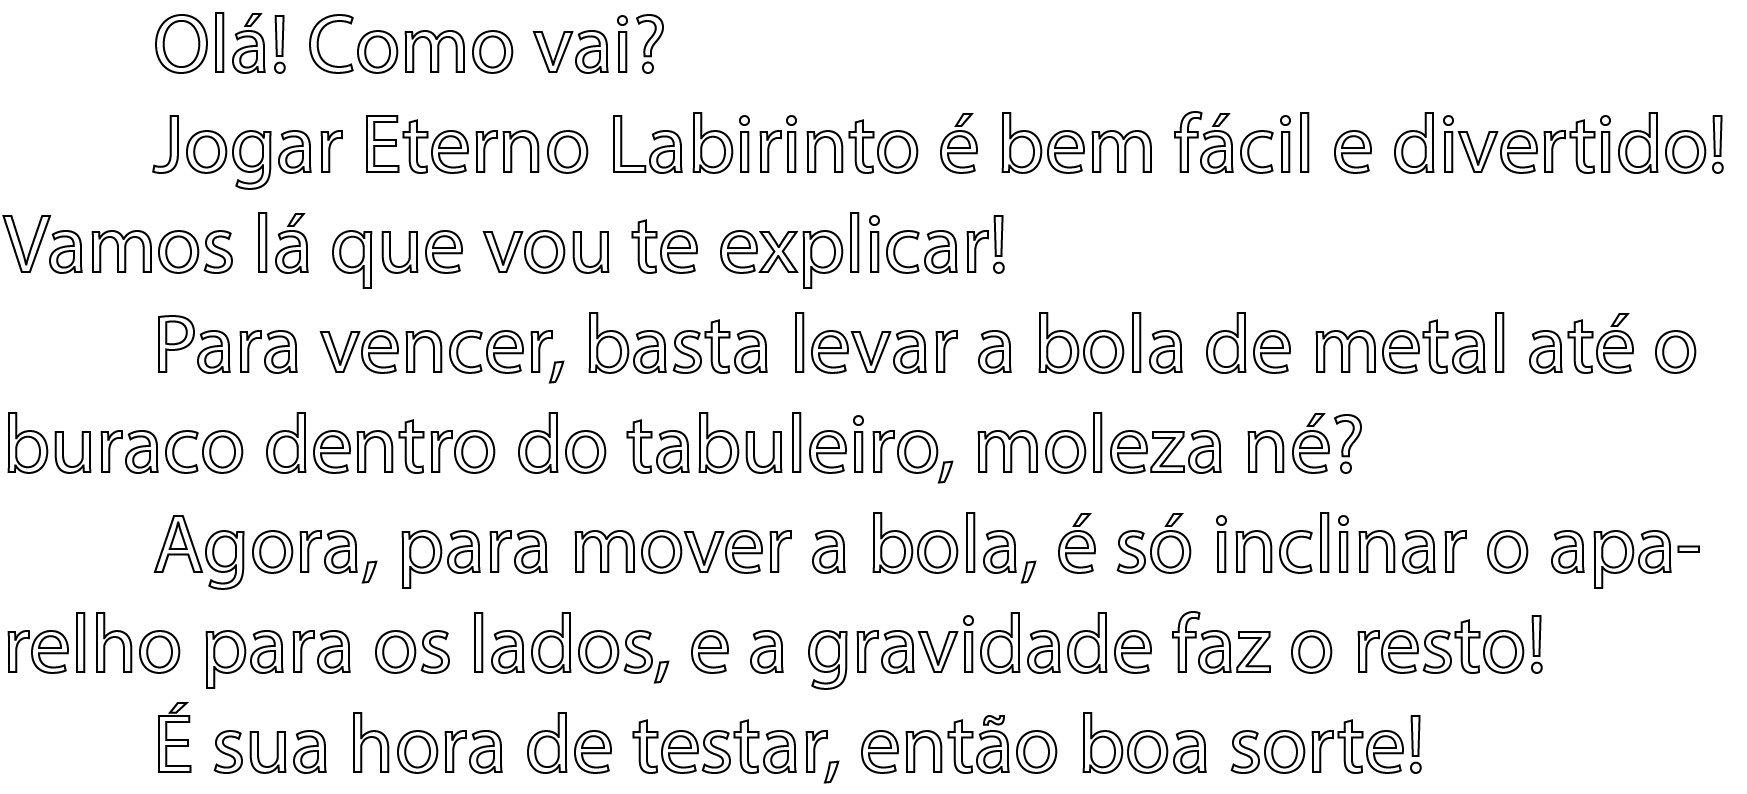 Olá! Como vai?
Jogar Eterno Labirinto é bem fácil e divertido!
Vamos lá que vou te explicar!
Para vencer, basta levar a bola de metal até o
buraco dentro do tabuleiro, moleza né?
Agora, para mover a bola, é só inclinar o apa-
relho para os lados, e a gravidade faz o resto!
É sua hora de testar, então boa sorte!